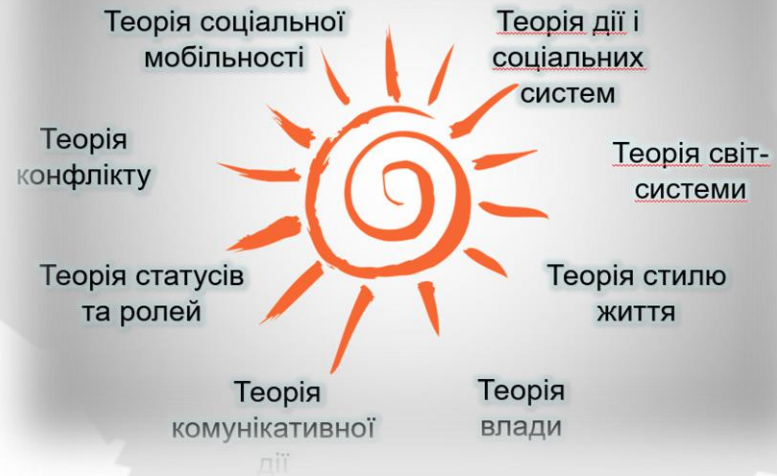 Теорія соціальної
мобільності
Теорія дії і
соціальних
систем
Теорія
конфлікту
Теорія світ-
системи
Теорія статусів
та ролей
Теорія стилю
життя
Теорія
комунікативної
дії
Теорія
влади